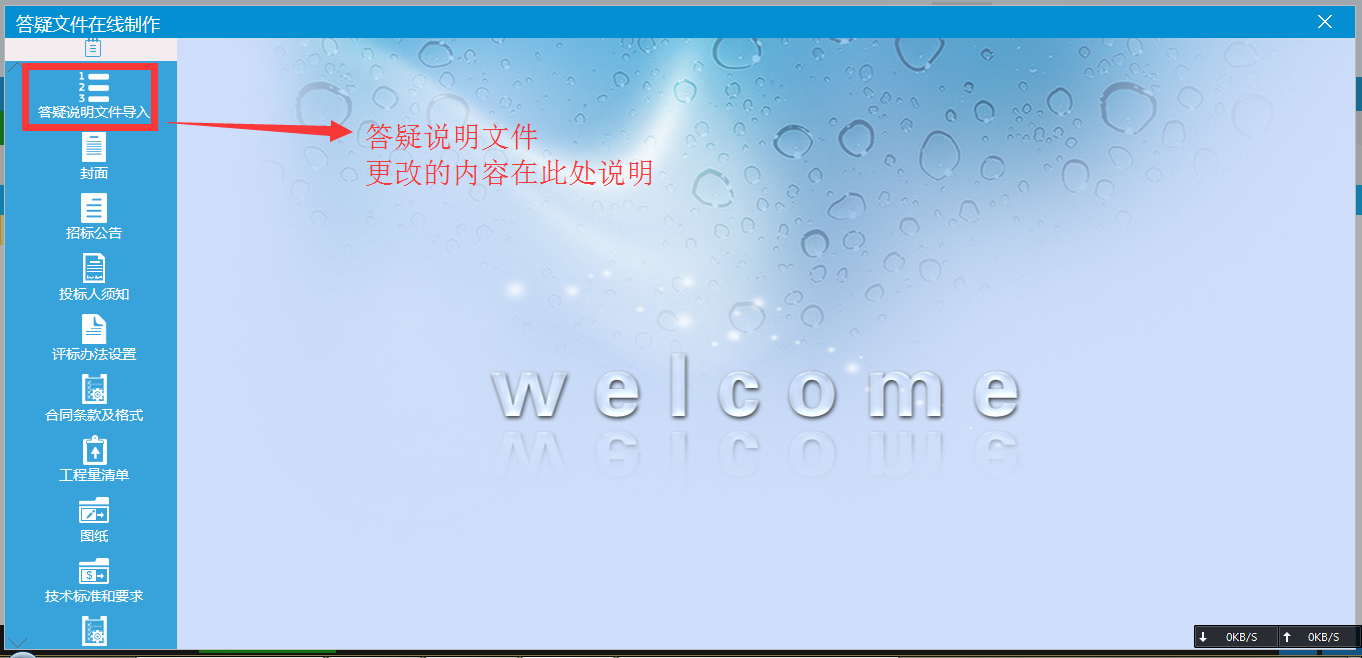 答疑文件在线制作
1
2
3
答疑说明文件导入
答疑说明文件
更改的内容在此处说明
封面
招标公告
投标人须知
评标办法设置
合同条款及格式
工程量清单
图纸
技术标准和要求
welcome
0KB/S 0KB/S